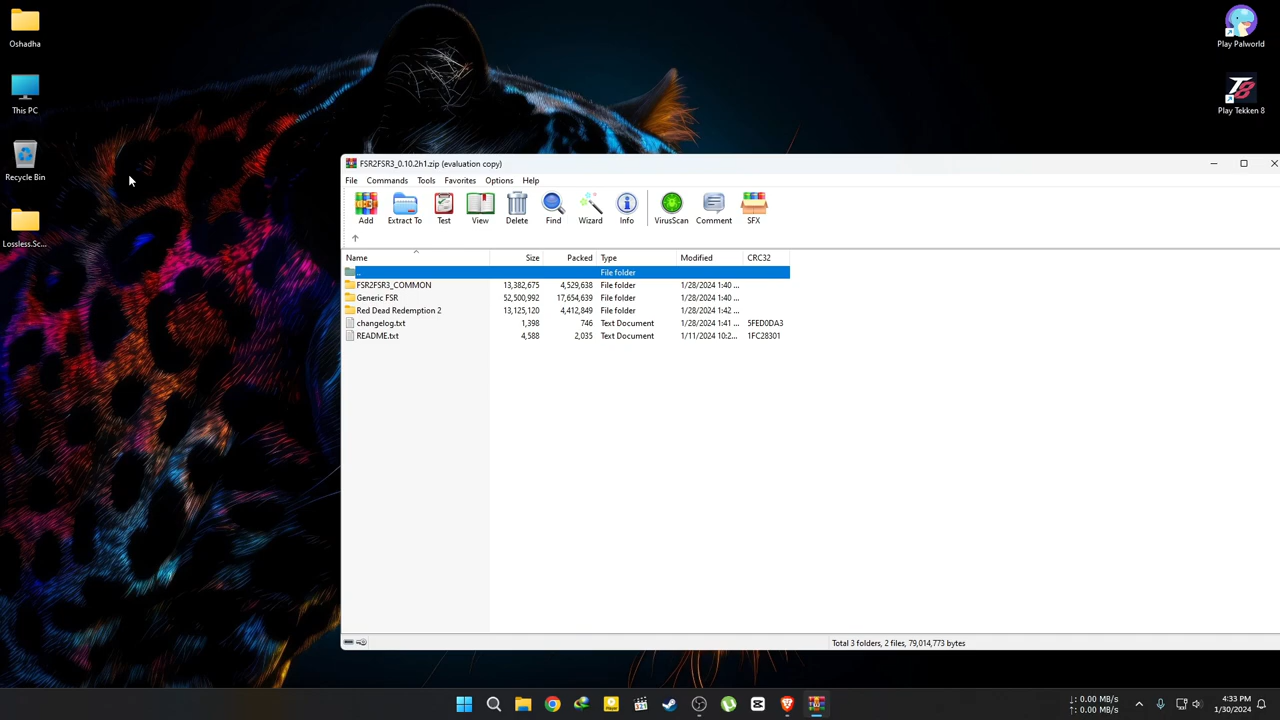 Oshadha
This PC
Recycle Bin
Lossless.Sc...
Play Palworld
Play Tekken 8
FSR2FSR3_0.10.2h1.zip (evaluation copy)
File Commands Tools Favorites Options Help
Add Extract To Test View Delete Find Wizard Info VirusScan Comment SFX
Name Size Packed Type Modified CRC32
.. File folder
FSR2FSR3_COMMON 13,382,675 4,529,638 File folder 1/28/2024 1:40 ...
Generic FSR 52,500,992 17,654,639 File folder 1/28/2024 1:40 ...
Red Dead Redemption 2 13,125,120 4,412,849 File folder 1/28/2024 1:42 ...
changelog.txt 1,398 746 Text Document 1/28/2024 1:41 ... 5FED0DA3
README.txt 4,588 2,035 Text Document 1/11/2024 10:2... 1FC28301
Total 3 folders, 2 files, 79,014,773 bytes
↓: 0.00 MB/s
↑: 0.00 MB/s
4:33 PM
1/30/2024